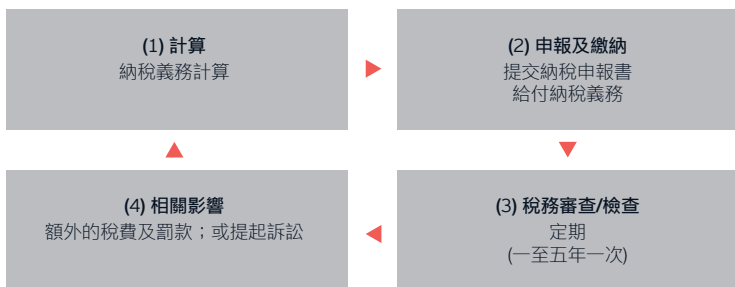 (1) 計算
納稅義務計算
(2) 申報及繳納
提交納稅申報書
給付納稅義務
(3) 稅務審查/檢查
定期
(一至五年一次)
(4) 相關影響
額外的稅費及罰款；或提起訴訟